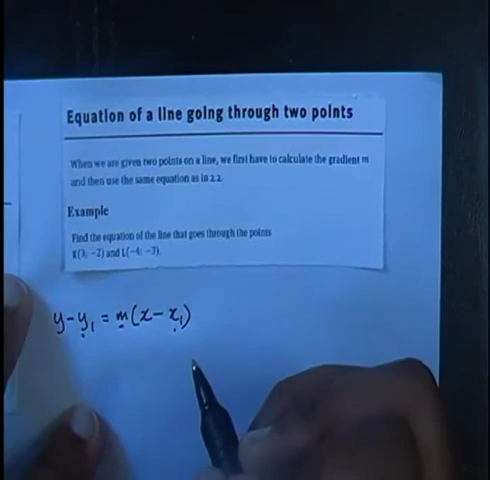 Equation of a line going through two points
When we are given two points on a line, we first have to calculate the gradient m
and then use the same equation as in 2.2
Example
Find the equation of the line that goes through the points
K(3; −2) and L(−4; −3).
y−y₁ = m(x−x₁)